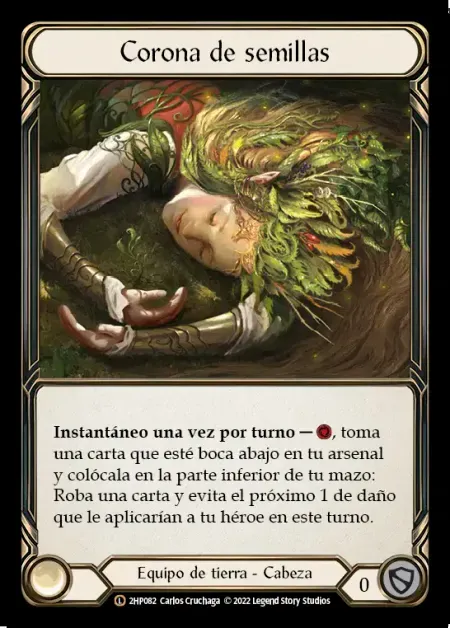 Corona de semillas
Instantáneo una vez por turno — , toma
una carta que esté boca abajo en tu arsenal
y colócala en la parte inferior de tu mazo:
Roba una carta y evita el próximo 1 de daño
que le aplicarían a tu héroe en este turno.
Equipo de tierra - Cabeza
0
L 2HP082 Carlos Cruchaga © 2022 Legend Story Studios